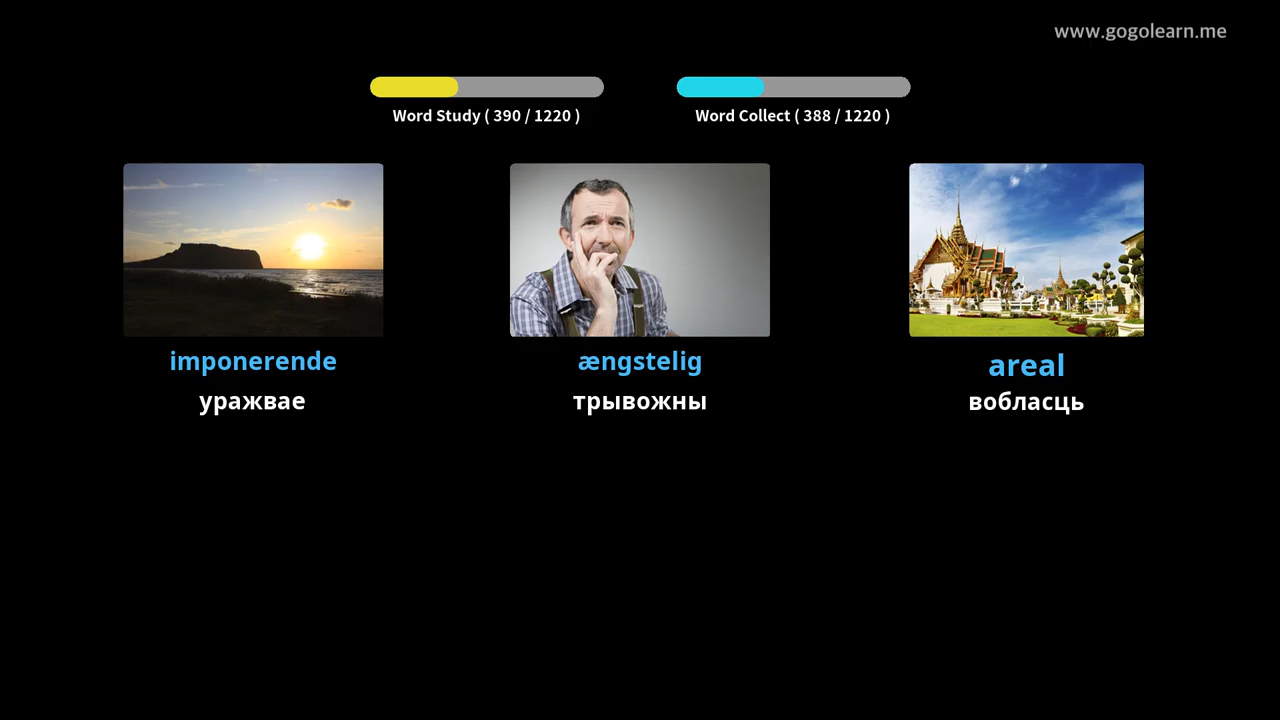 www.gogolearn.me
Word Study ( 390 / 1220 )
Word Collect ( 388 / 1220 )
imponerende
уражвае
ængstelig
трывожны
areal
вобласць